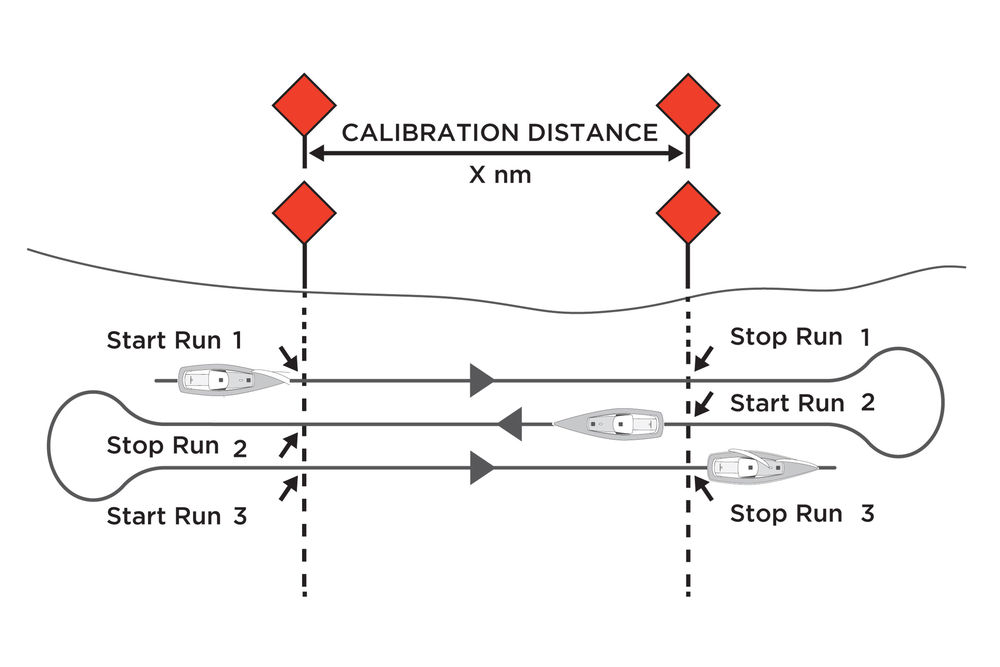 CALIBRATION DISTANCE
X nm
Start Run 1
Stop Run 1
Start Run 2
Stop Run 2
Start Run 3
Stop Run 3